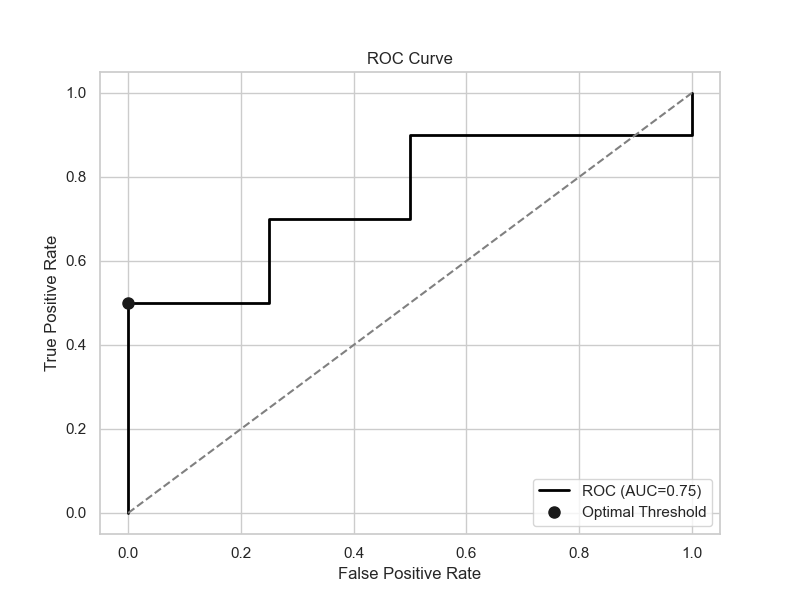 ROC Curve
1.0
0.8
0.6
0.4
0.2
0.0
True Positive Rate
0.0 0.2 0.4 0.6 0.8 1.0
False Positive Rate
ROC (AUC=0.75)
Optimal Threshold